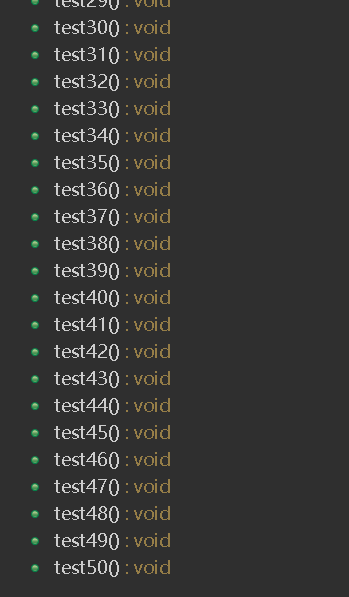 test29() : void
test30() : void
test31() : void
test32() : void
test33() : void
test34() : void
test35() : void
test36() : void
test37() : void
test38() : void
test39() : void
test40() : void
test41() : void
test42() : void
test43() : void
test44() : void
test45() : void
test46() : void
test47() : void
test48() : void
test49() : void
test50() : void